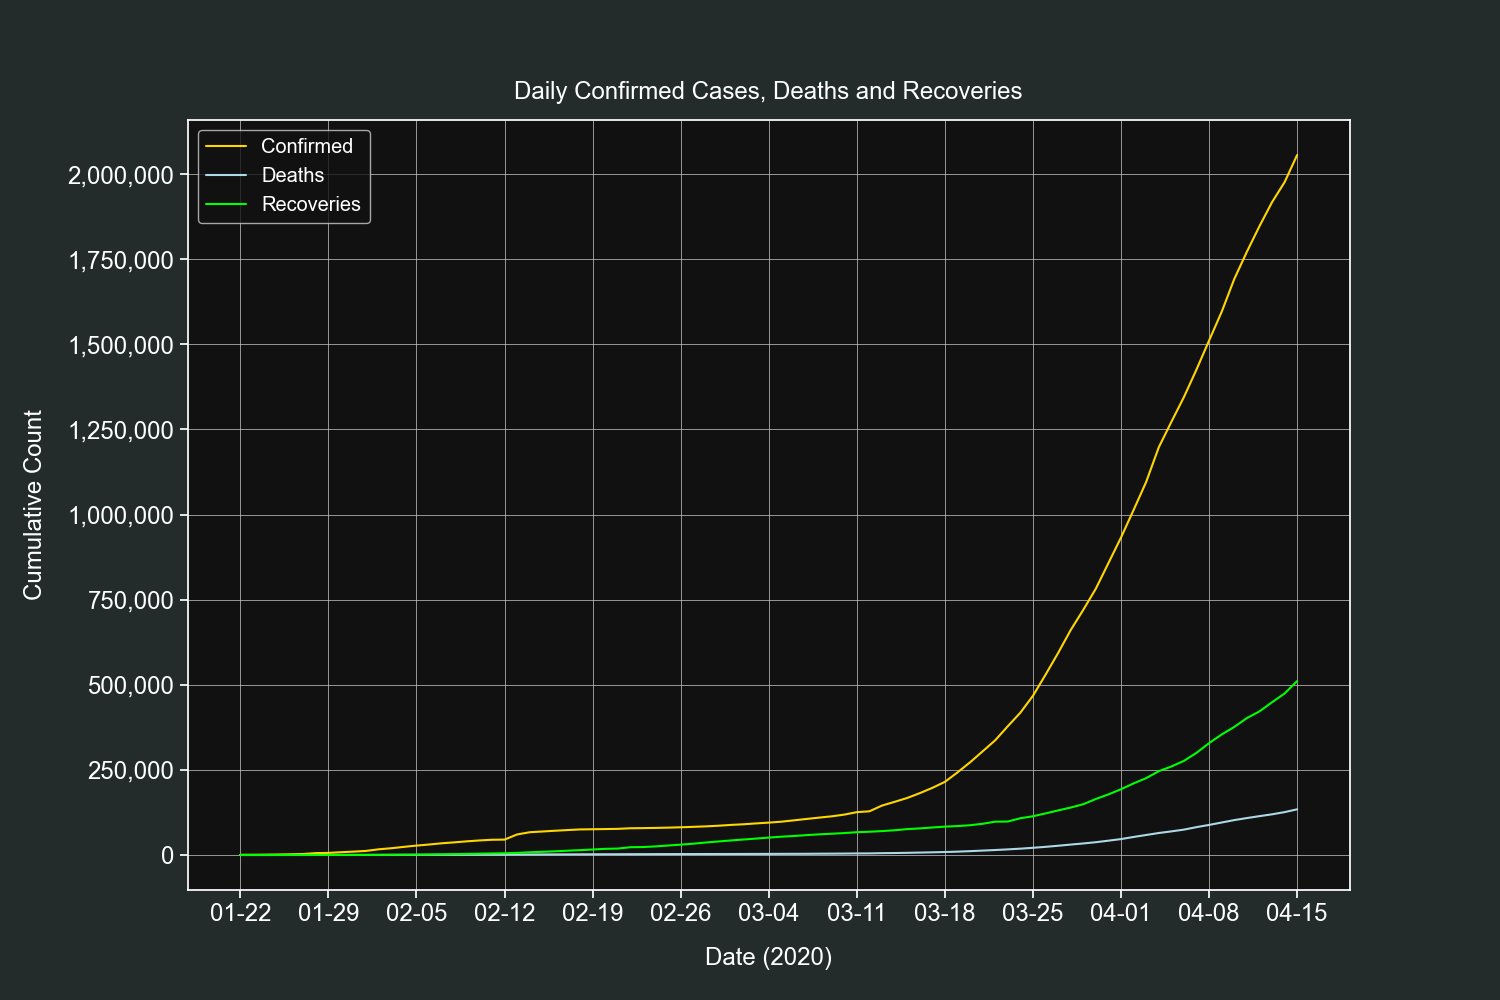 Daily Confirmed Cases, Deaths and Recoveries
Confirmed
Deaths
Recoveries
2,000,000
1,750,000
1,500,000
1,250,000
1,000,000
750,000
500,000
250,000
0
Cumulative Count
01-22 01-29 02-05 02-12 02-19 02-26 03-04 03-11 03-18 03-25 04-01 04-08 04-15
Date (2020)